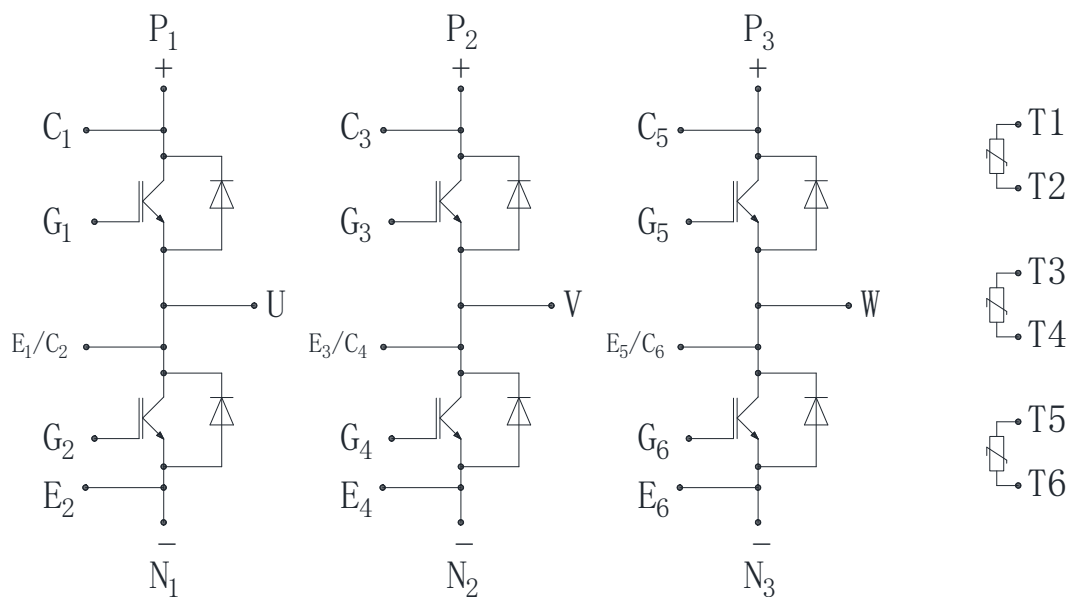 P₁ P₂ P₃
+ + +
C₁ C₃ C₅ T1
G₁ G₃ G₅ T2
U V W T3
E₁/C₂ E₃/C₄ E₅/C₆ T4
G₂ G₄ G₆ T5
E₂ E₄ E₆ T6
− − −
N₁ N₂ N₃